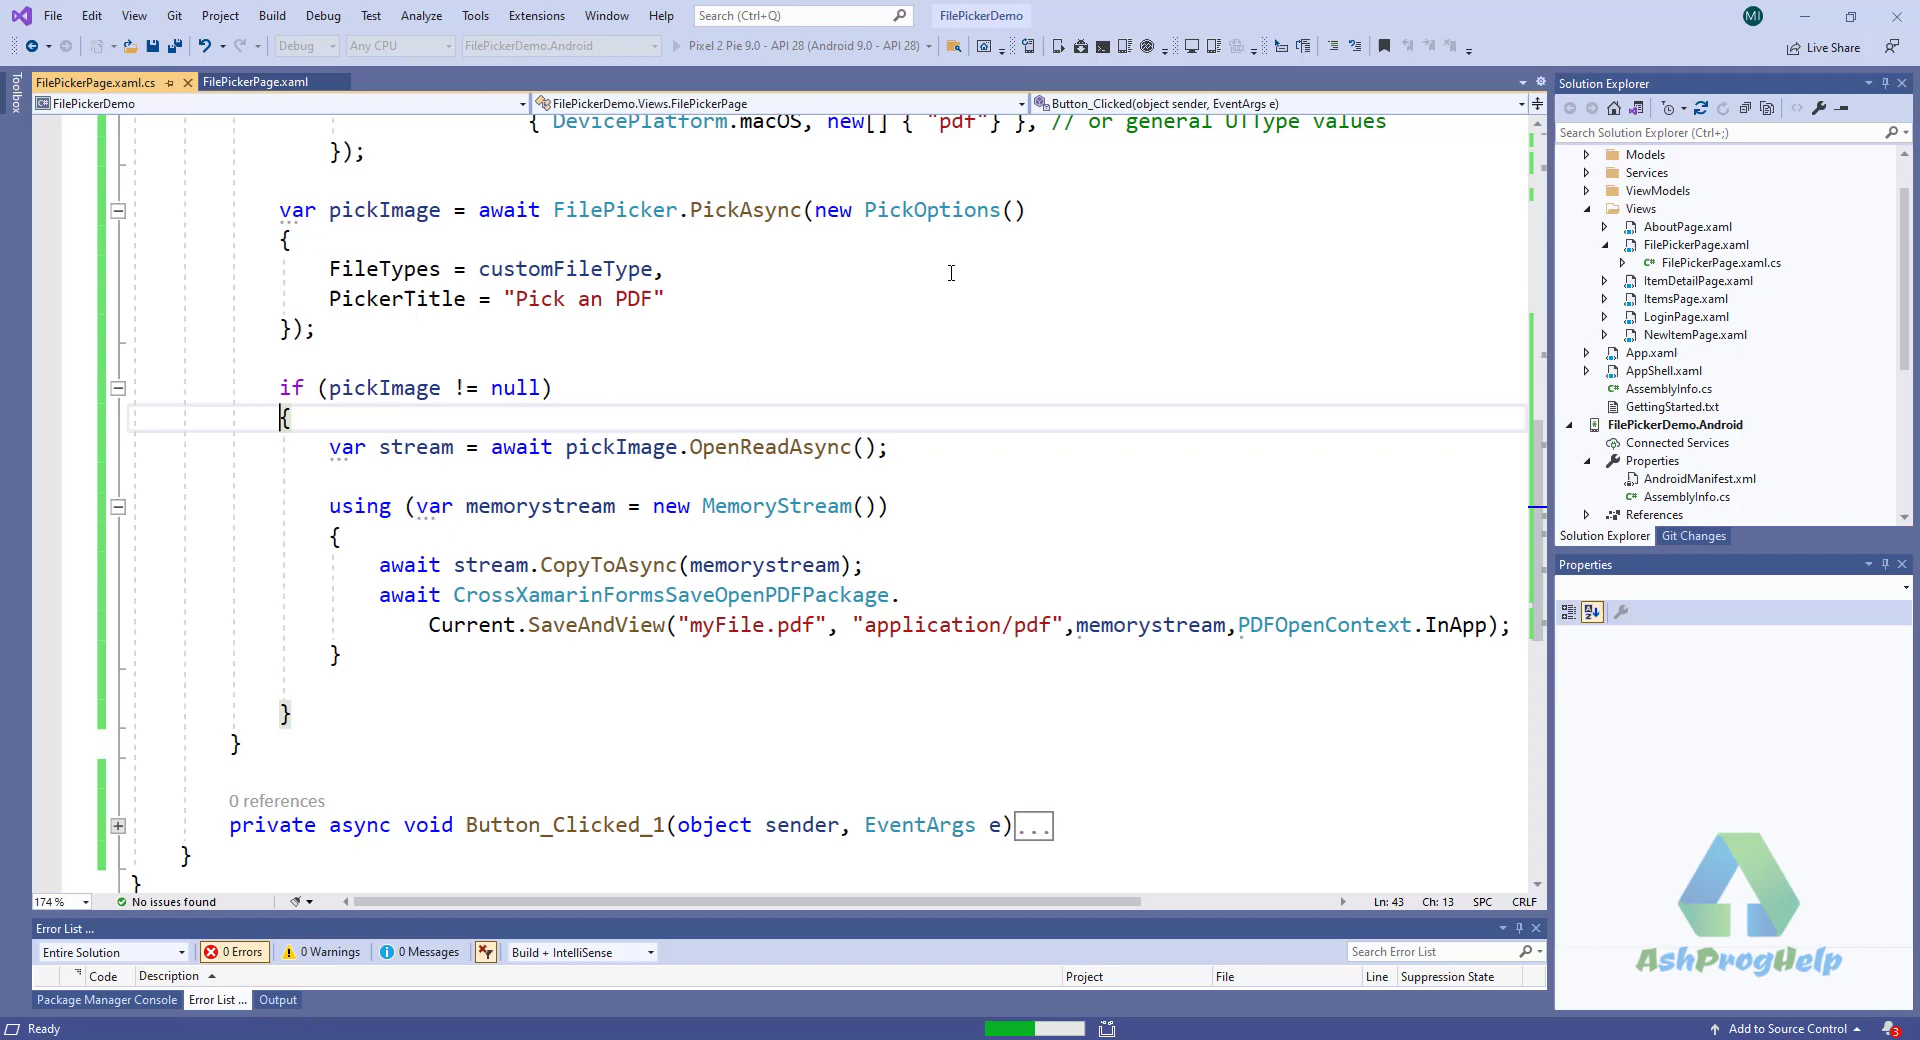 File Edit View Git Project Build Debug Test Analyze Tools Extensions Window Help Search (Ctrl+Q) FilePickerDemo MI
Debug Any CPU FilePickerDemo.Android Pixel 2 Pie 9.0 - API 28 (Android 9.0 - API 28) Live Share
Toolbox
FilePickerPage.xaml.cs FilePickerPage.xaml
FilePickerDemo FilePickerDemo.Views.FilePickerPage Button_Clicked(object sender, EventArgs e)
{ DevicePlatform.macOS, new[] { "pdf"} }, // or general UTType values
});
var pickImage = await FilePicker.PickAsync(new PickOptions()
{
FileTypes = customFileType,
PickerTitle = "Pick an PDF"
});
if (pickImage != null)
{
var stream = await pickImage.OpenReadAsync();
using (var memorystream = new MemoryStream())
{
await stream.CopyToAsync(memorystream);
await CrossXamarinFormsSaveOpenPDFPackage.
Current.SaveAndView("myFile.pdf", "application/pdf",memorystream,PDFOpenContext.InApp);
}
}
}
0 references
private async void Button_Clicked_1(object sender, EventArgs e)...
}
}
174 % No issues found Ln: 43 Ch: 13 SPC CRLF
Error List ...
Entire Solution 0 Errors 0 Warnings 0 Messages Build + IntelliSense Search Error List
Code Description Project File Line Suppression State
Package Manager Console Error List ... Output
Solution Explorer
Search Solution Explorer (Ctrl+;)
Models
Services
ViewModels
Views
AboutPage.xaml
FilePickerPage.xaml
FilePickerPage.xaml.cs
ItemDetailPage.xaml
ItemsPage.xaml
LoginPage.xaml
NewItemPage.xaml
App.xaml
AppShell.xaml
AssemblyInfo.cs
GettingStarted.txt
FilePickerDemo.Android
Connected Services
Properties
AndroidManifest.xml
AssemblyInfo.cs
References
Solution Explorer Git Changes
Properties
AshProgHelp
Ready Add to Source Control 3